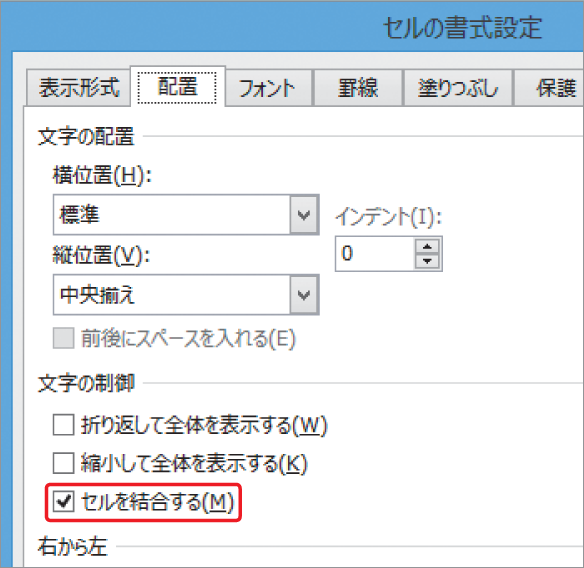 セルの書式設定
表示形式 配置 フォント 罫線 塗りつぶし 保護
文字の配置
横位置(H):
標準
インデント(I):
縦位置(V):
0
中央揃え
前後にスペースを入れる(E)
文字の制御
折り返して全体を表示する(W)
縮小して全体を表示する(K)
セルを結合する(M)
右から左